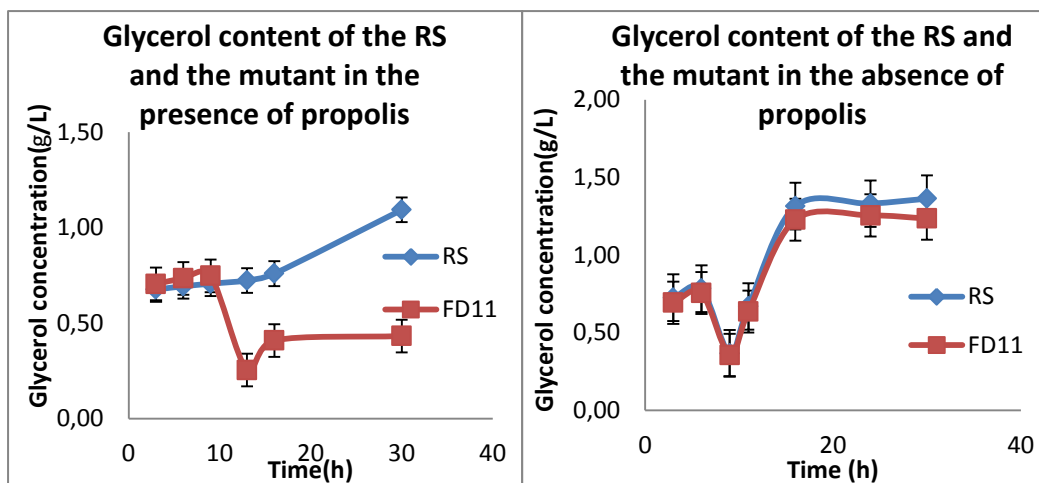 Glycerol content of the RS
and the mutant in the
presence of propolis
Glycerol concentration(g/L)
1,50
1,00
0,50
0,00
0
10
20
30
40
Time(h)
RS
FD11
Glycerol content of the RS and
the mutant in the absence of
propolis
Glycerol concentration(g/L)
2,00
1,50
1,00
0,50
0,00
0
20
40
Time (h)
RS
FD11